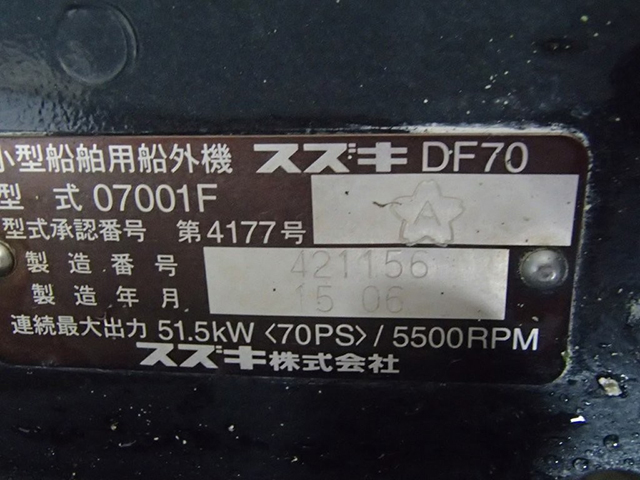 小型船舶用船外機 スズキ DF70
型 式 07001F
型式承認番号 第4177号
A
製造番号 421156
製造年月 15 06
連続最大出力 51.5kW〈70PS〉/ 5500RPM
スズキ株式会社